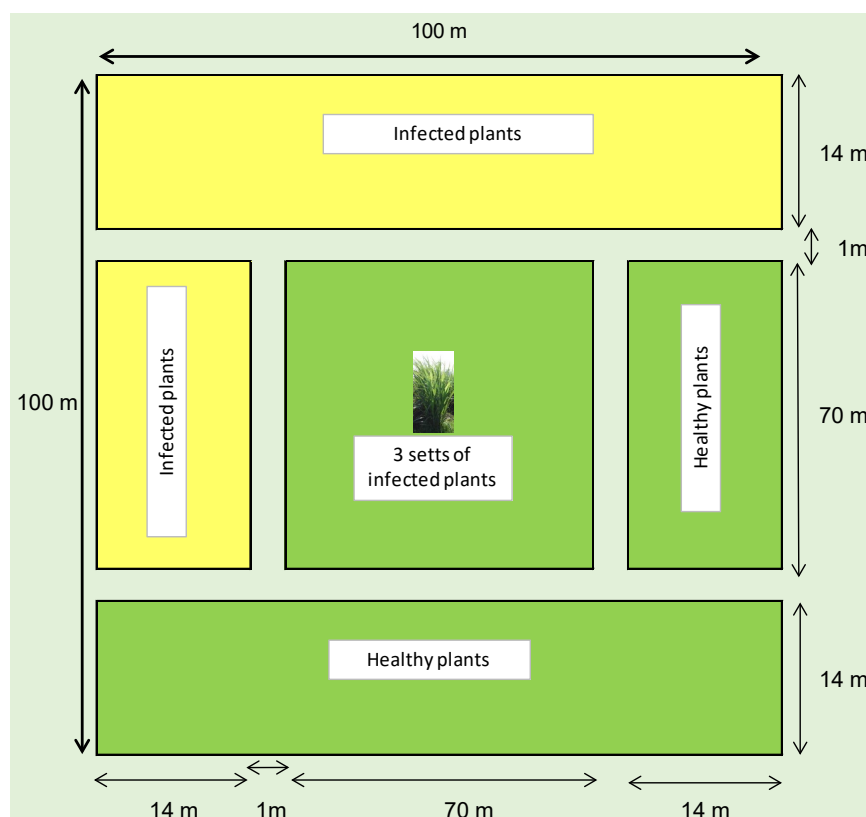 100 m
Infected plants
14 m
1m
100 m
Infected plants
3 setts of
infected plants
Healthy plants
70 m
Healthy plants
14 m
14 m
1m
70 m
14 m